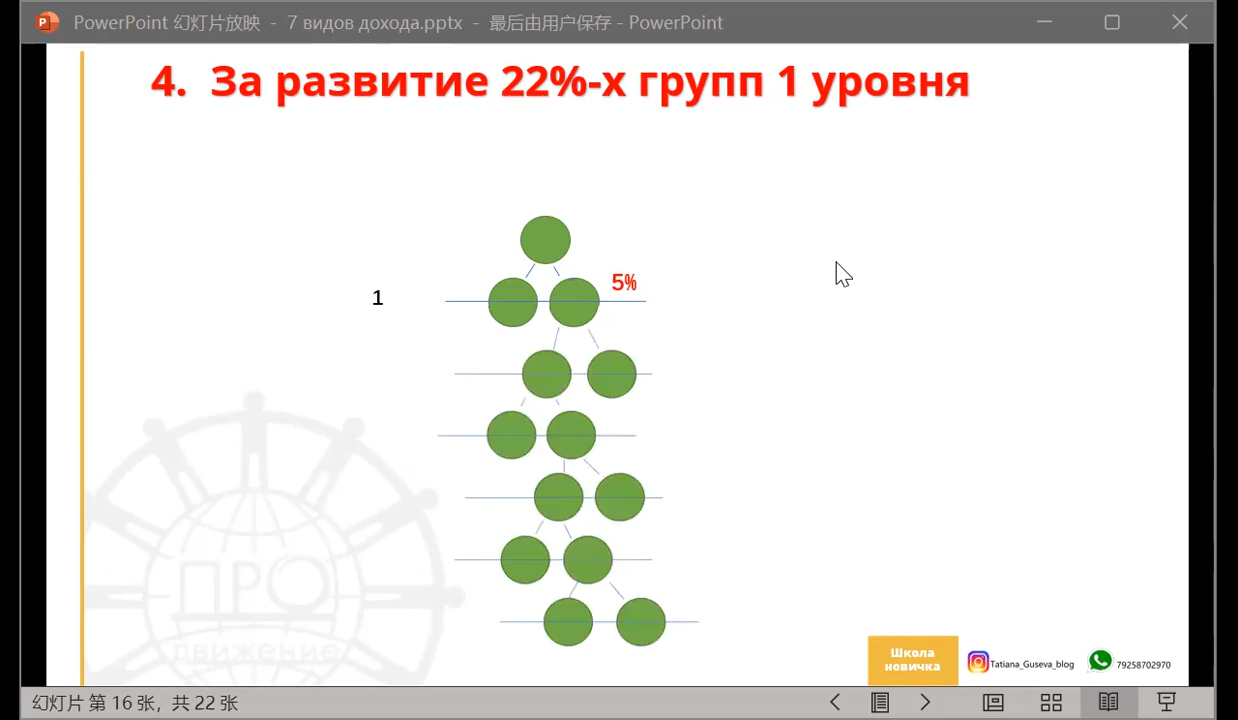 PowerPoint 幻灯片放映 - 7 видов дохода.pptx - 最后由用户保存 - PowerPoint
4. За развитие 22%-х групп 1 уровня
5%
1
ПРО
движение
Школа
новичка
Tatiana_Guseva_blog
79258702970
幻灯片 第 16 张，共 22 张